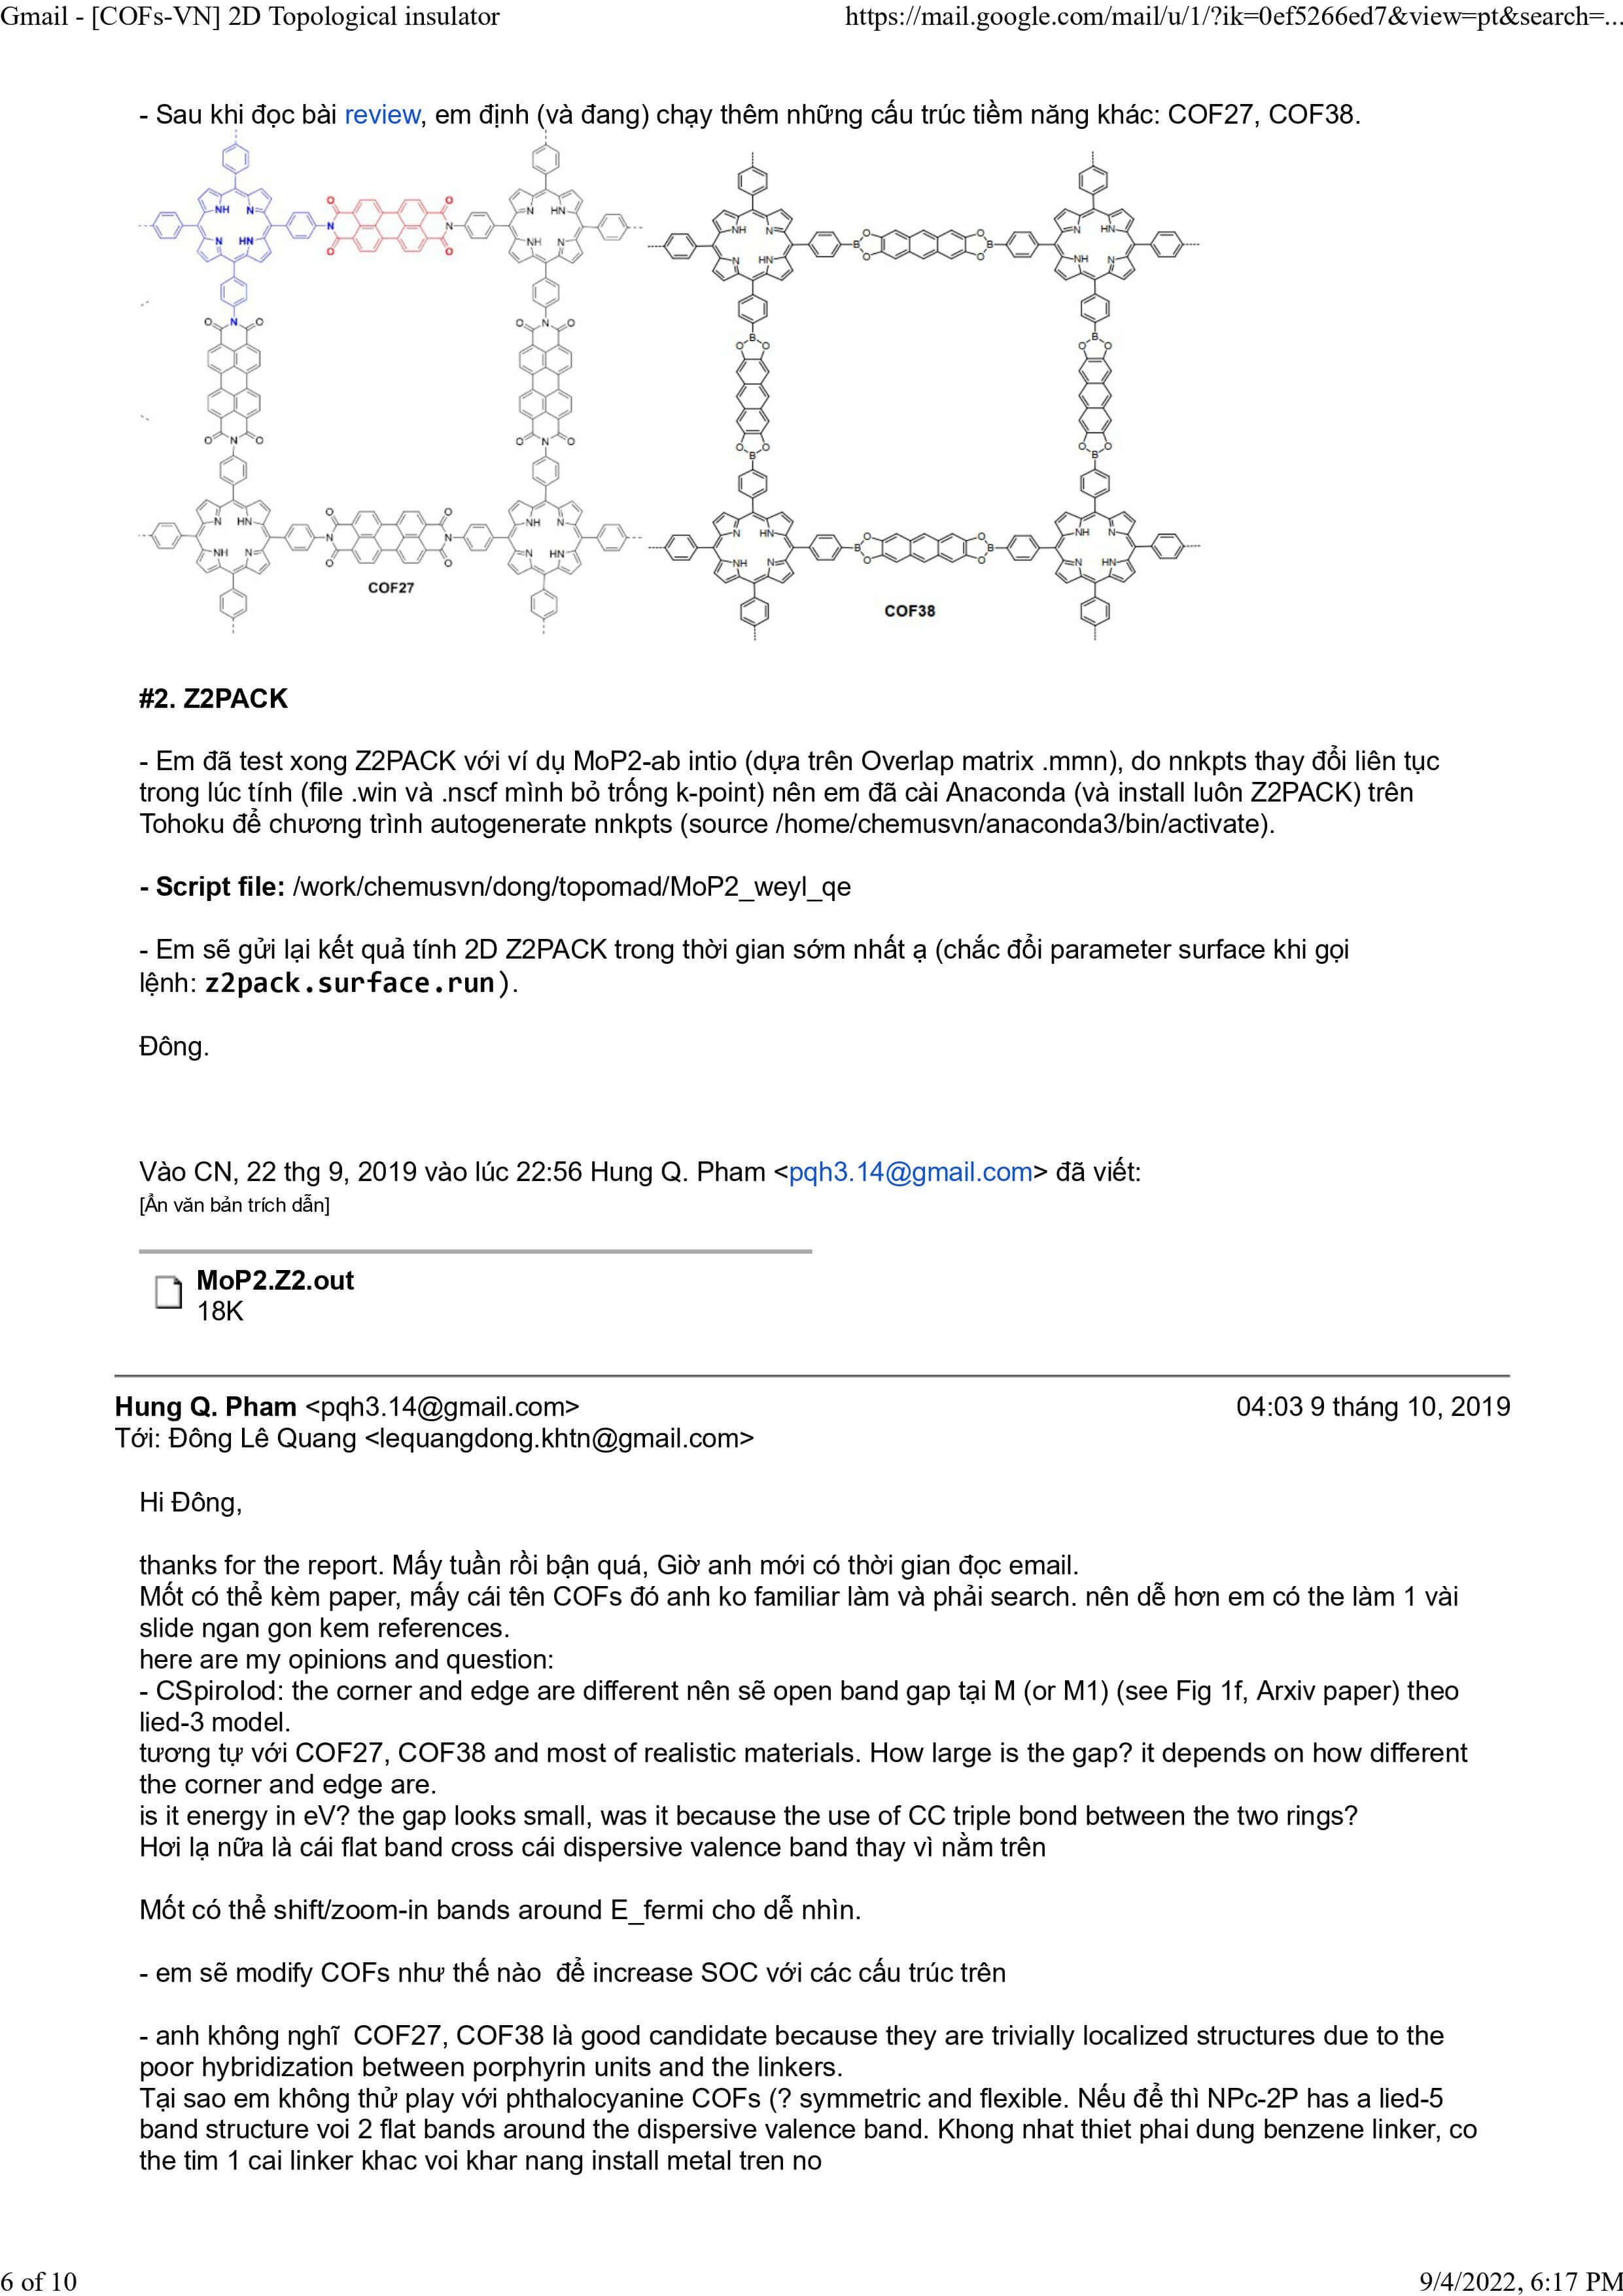 Gmail - [COFs-VN] 2D Topological insulator
https://mail.google.com/mail/u/1/?ik=0ef5266ed7&view=pt&search=...
- Sau khi đọc bài review, em định (và đang) chạy thêm những cấu trúc tiềm năng khác: COF27, COF38.
COF27
COF38
#2. Z2PACK
- Em đã test xong Z2PACK với ví dụ MoP2-ab intio (dựa trên Overlap matrix .mmn), do nnkpts thay đổi liên tục
trong lúc tính (file .win và .nscf mình bỏ trống k-point) nên em đã cài Anaconda (và install luôn Z2PACK) trên
Tohoku để chương trình autogenerate nnkpts (source /home/chemusvn/anaconda3/bin/activate).
- Script file: /work/chemusvn/dong/topomad/MoP2_weyl_qe
- Em sẽ gửi lại kết quả tính 2D Z2PACK trong thời gian sớm nhất ạ (chắc đổi parameter surface khi gọi
lệnh: z2pack.surface.run).
Đông.
Vào CN, 22 thg 9, 2019 vào lúc 22:56 Hung Q. Pham <pqh3.14@gmail.com> đã viết:
[Ẩn văn bản trích dẫn]
MoP2.Z2.out
18K
Hung Q. Pham <pqh3.14@gmail.com>
04:03 9 tháng 10, 2019
Tới: Đông Lê Quang <lequangdong.khtn@gmail.com>
Hi Đông,
thanks for the report. Mấy tuần rồi bận quá, Giờ anh mới có thời gian đọc email.
Mốt có thể kèm paper, mấy cái tên COFs đó anh ko familiar làm và phải search. nên dễ hơn em có the làm 1 vài
slide ngan gon kem references.
here are my opinions and question:
- CSpiroIod: the corner and edge are different nên sẽ open band gap tại M (or M1) (see Fig 1f, Arxiv paper) theo
lied-3 model.
tương tự với COF27, COF38 and most of realistic materials. How large is the gap? it depends on how different
the corner and edge are.
is it energy in eV? the gap looks small, was it because the use of CC triple bond between the two rings?
Hơi lạ nữa là cái flat band cross cái dispersive valence band thay vì nằm trên
Mốt có thể shift/zoom-in bands around E_fermi cho dễ nhìn.
- em sẽ modify COFs như thế nào  để increase SOC với các cấu trúc trên
- anh không nghĩ  COF27, COF38 là good candidate because they are trivially localized structures due to the
poor hybridization between porphyrin units and the linkers.
Tại sao em không thử play với phthalocyanine COFs (? symmetric and flexible. Nếu để thì NPc-2P has a lied-5
band structure voi 2 flat bands around the dispersive valence band. Khong nhat thiet phai dung benzene linker, co
the tim 1 cai linker khac voi khar nang install metal tren no
6 of 10
9/4/2022, 6:17 PM